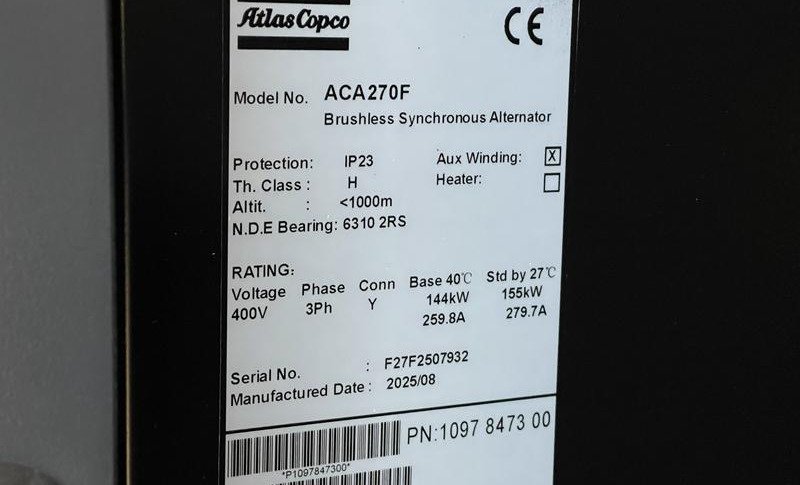 Atlas Copco
CE
Model No. ACA270F
Brushless Synchronous Alternator
Protection: IP23 Aux Winding: X
Th. Class : H Heater:
Altit. : <1000m
N.D.E Bearing: 6310 2RS
RATING:
Voltage Phase Conn Base 40℃ Std by 27℃
400V 3Ph Y 144kW 155kW
259.8A 279.7A
Serial No. : F27F2507932
Manufactured Date : 2025/08
PN:1097 8473 00
*P1097847300*